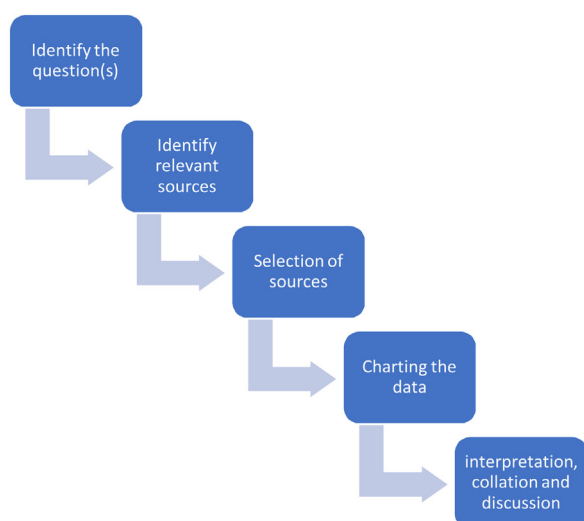 Identify the
question(s)
Identify
relevant
sources
Selection of
sources
Charting the
data
interpretation,
collation and
discussion